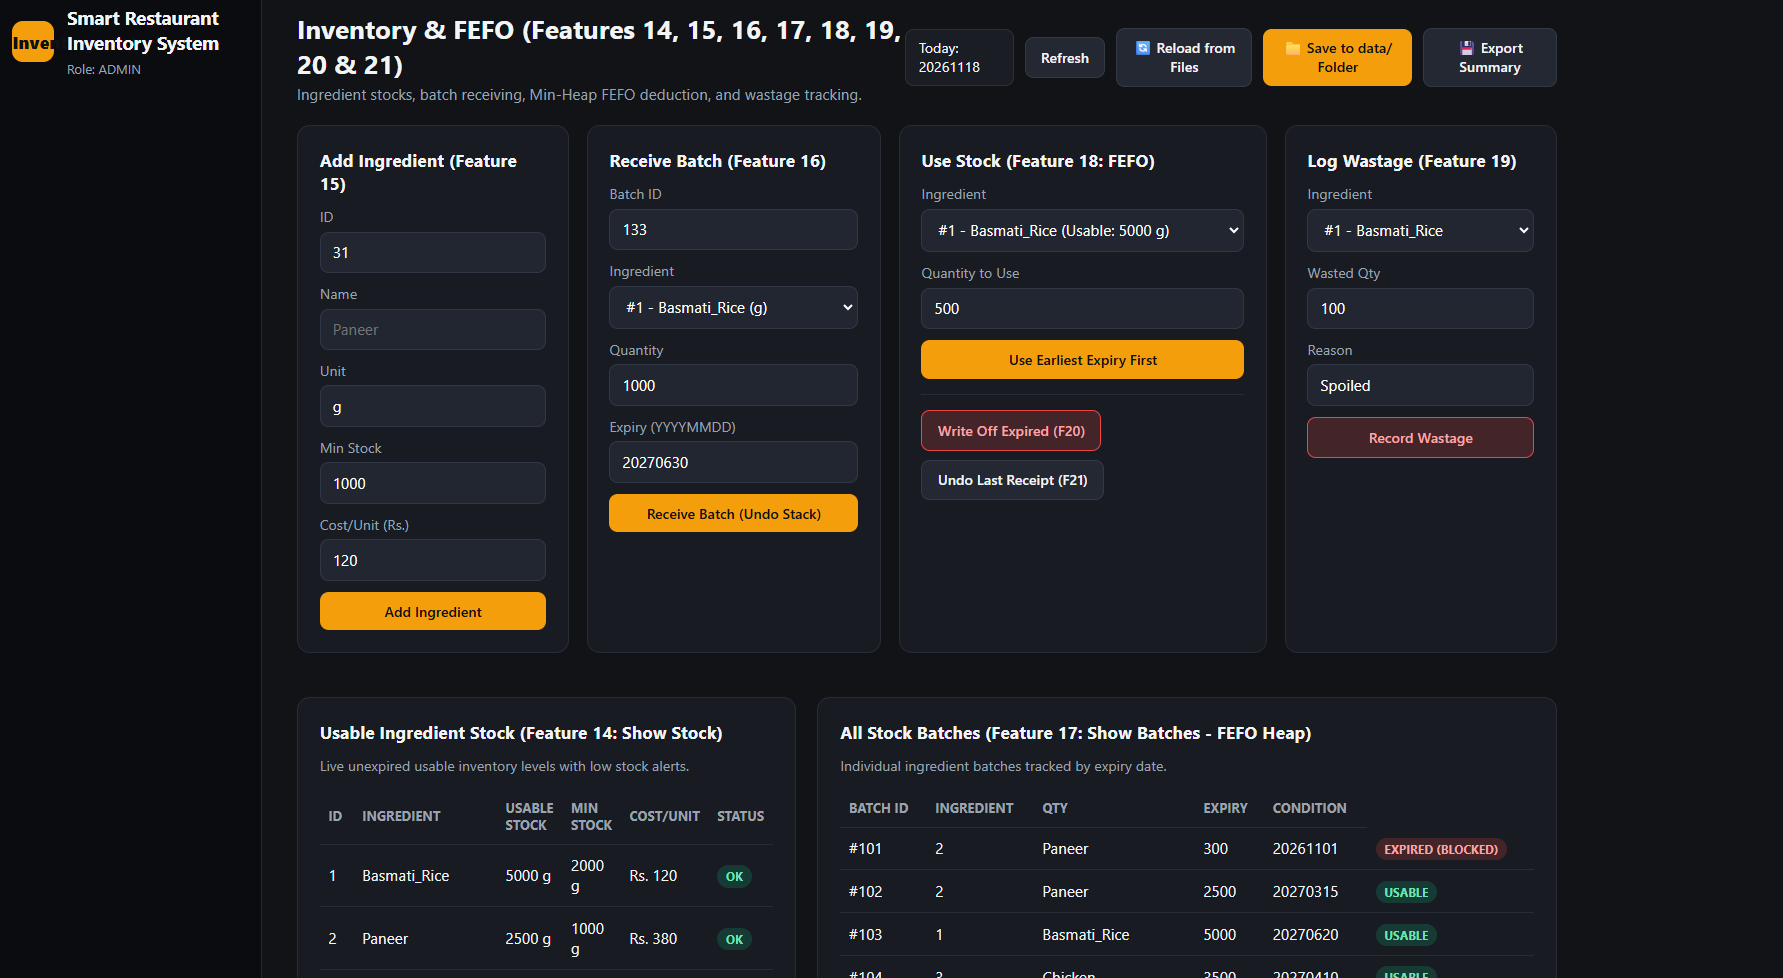 Inve
Smart Restaurant
Inventory System
Role: ADMIN
Inventory & FEFO (Features 14, 15, 16, 17, 18, 19,
20 & 21)
Ingredient stocks, batch receiving, Min-Heap FEFO deduction, and wastage tracking.
Today:
20261118
Refresh
Reload from
Files
Save to data/
Folder
Export
Summary
Add Ingredient (Feature
15)
ID
31
Name
Paneer
Unit
g
Min Stock
1000
Cost/Unit (Rs.)
120
Add Ingredient
Receive Batch (Feature 16)
Batch ID
133
Ingredient
#1 - Basmati_Rice (g)
Quantity
1000
Expiry (YYYYMMDD)
20270630
Receive Batch (Undo Stack)
Use Stock (Feature 18: FEFO)
Ingredient
#1 - Basmati_Rice (Usable: 5000 g)
Quantity to Use
500
Use Earliest Expiry First
Write Off Expired (F20)
Undo Last Receipt (F21)
Log Wastage (Feature 19)
Ingredient
#1 - Basmati_Rice
Wasted Qty
100
Reason
Spoiled
Record Wastage
Usable Ingredient Stock (Feature 14: Show Stock)
Live unexpired usable inventory levels with low stock alerts.
ID INGREDIENT USABLE STOCK MIN STOCK COST/UNIT STATUS
1 Basmati_Rice 5000 g 2000 g Rs. 120 OK
2 Paneer 2500 g 1000 g Rs. 380 OK
All Stock Batches (Feature 17: Show Batches - FEFO Heap)
Individual ingredient batches tracked by expiry date.
BATCH ID INGREDIENT QTY EXPIRY CONDITION
#101 2 Paneer 300 20261101 EXPIRED (BLOCKED)
#102 2 Paneer 2500 20270315 USABLE
#103 1 Basmati_Rice 5000 20270620 USABLE
#104 3 Chicken 3500 20270410 USABLE